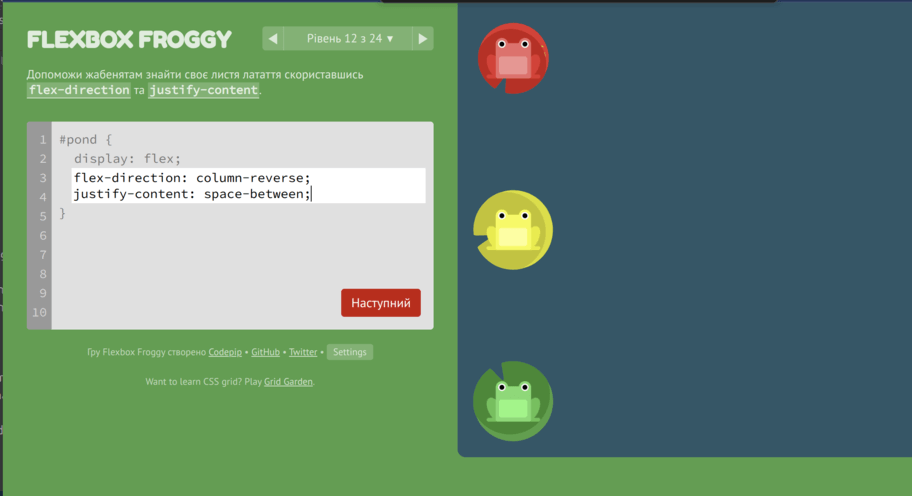 FLEXBOX FROGGY
Рівень 12 з 24 ▼
Допоможи жабенятам знайти своє листя латаття скориставшись
flex-direction та justify-content.
1 #pond {
2 display: flex;
3 flex-direction: column-reverse;
4 justify-content: space-between;
5 }
6
7
8
9
10
Наступний
Гру Flexbox Froggy створено Codepip • GitHub • Twitter • Settings
Want to learn CSS grid? Play Grid Garden.